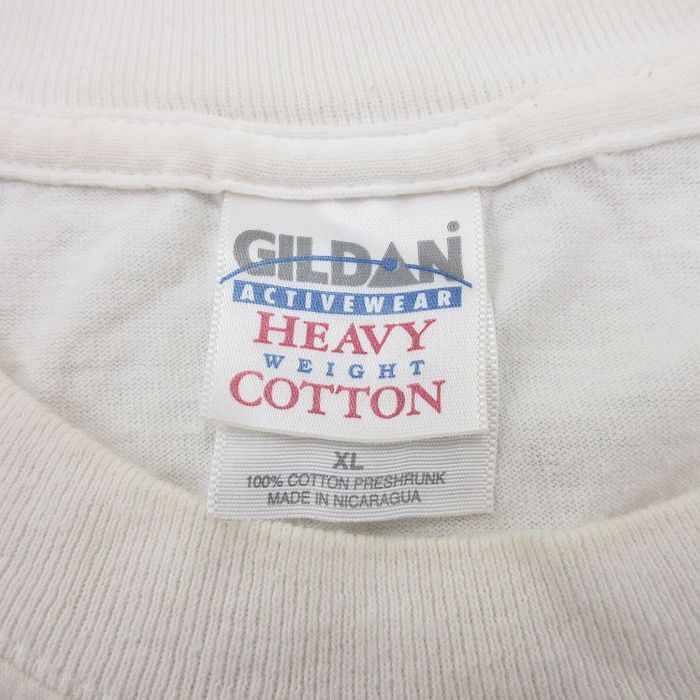 GILDAN®
ACTIVEWEAR
HEAVY
WEIGHT
COTTON
XL
100% COTTON PRESHRUNK
MADE IN NICARAGUA